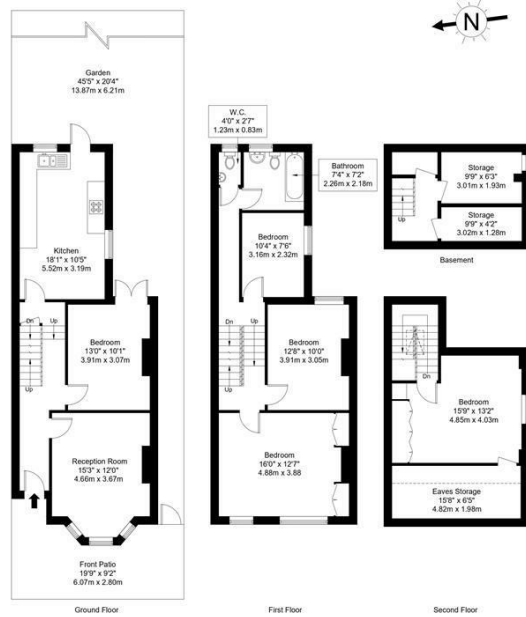 N
Garden
45'5" x 20'4"
13.87m x 6.21m
Kitchen
18'1" x 10'5"
5.52m x 3.19m
Dn
Up
Up
Bedroom
13'0" x 10'1"
3.91m x 3.07m
Reception Room
15'3" x 12'0"
4.66m x 3.67m
Front Patio
19'9" x 9'2"
6.07m x 2.80m
Ground Floor
W.C.
4'0" x 2'7"
1.23m x 0.83m
Bathroom
7'4" x 7'2"
2.26m x 2.18m
Bedroom
10'4" x 7'6"
3.16m x 2.32m
Dn
Up
Up
Bedroom
12'8" x 10'0"
3.91m x 3.05m
Bedroom
16'0" x 12'7"
4.88m x 3.88
First Floor
Storage
9'9" x 6'3"
3.01m x 1.93m
Up
Storage
9'9" x 4'2"
3.02m x 1.28m
Basement
Dn
Bedroom
15'9" x 13'2"
4.85m x 4.03m
Eaves Storage
15'8" x 6'5"
4.82m x 1.98m
Second Floor